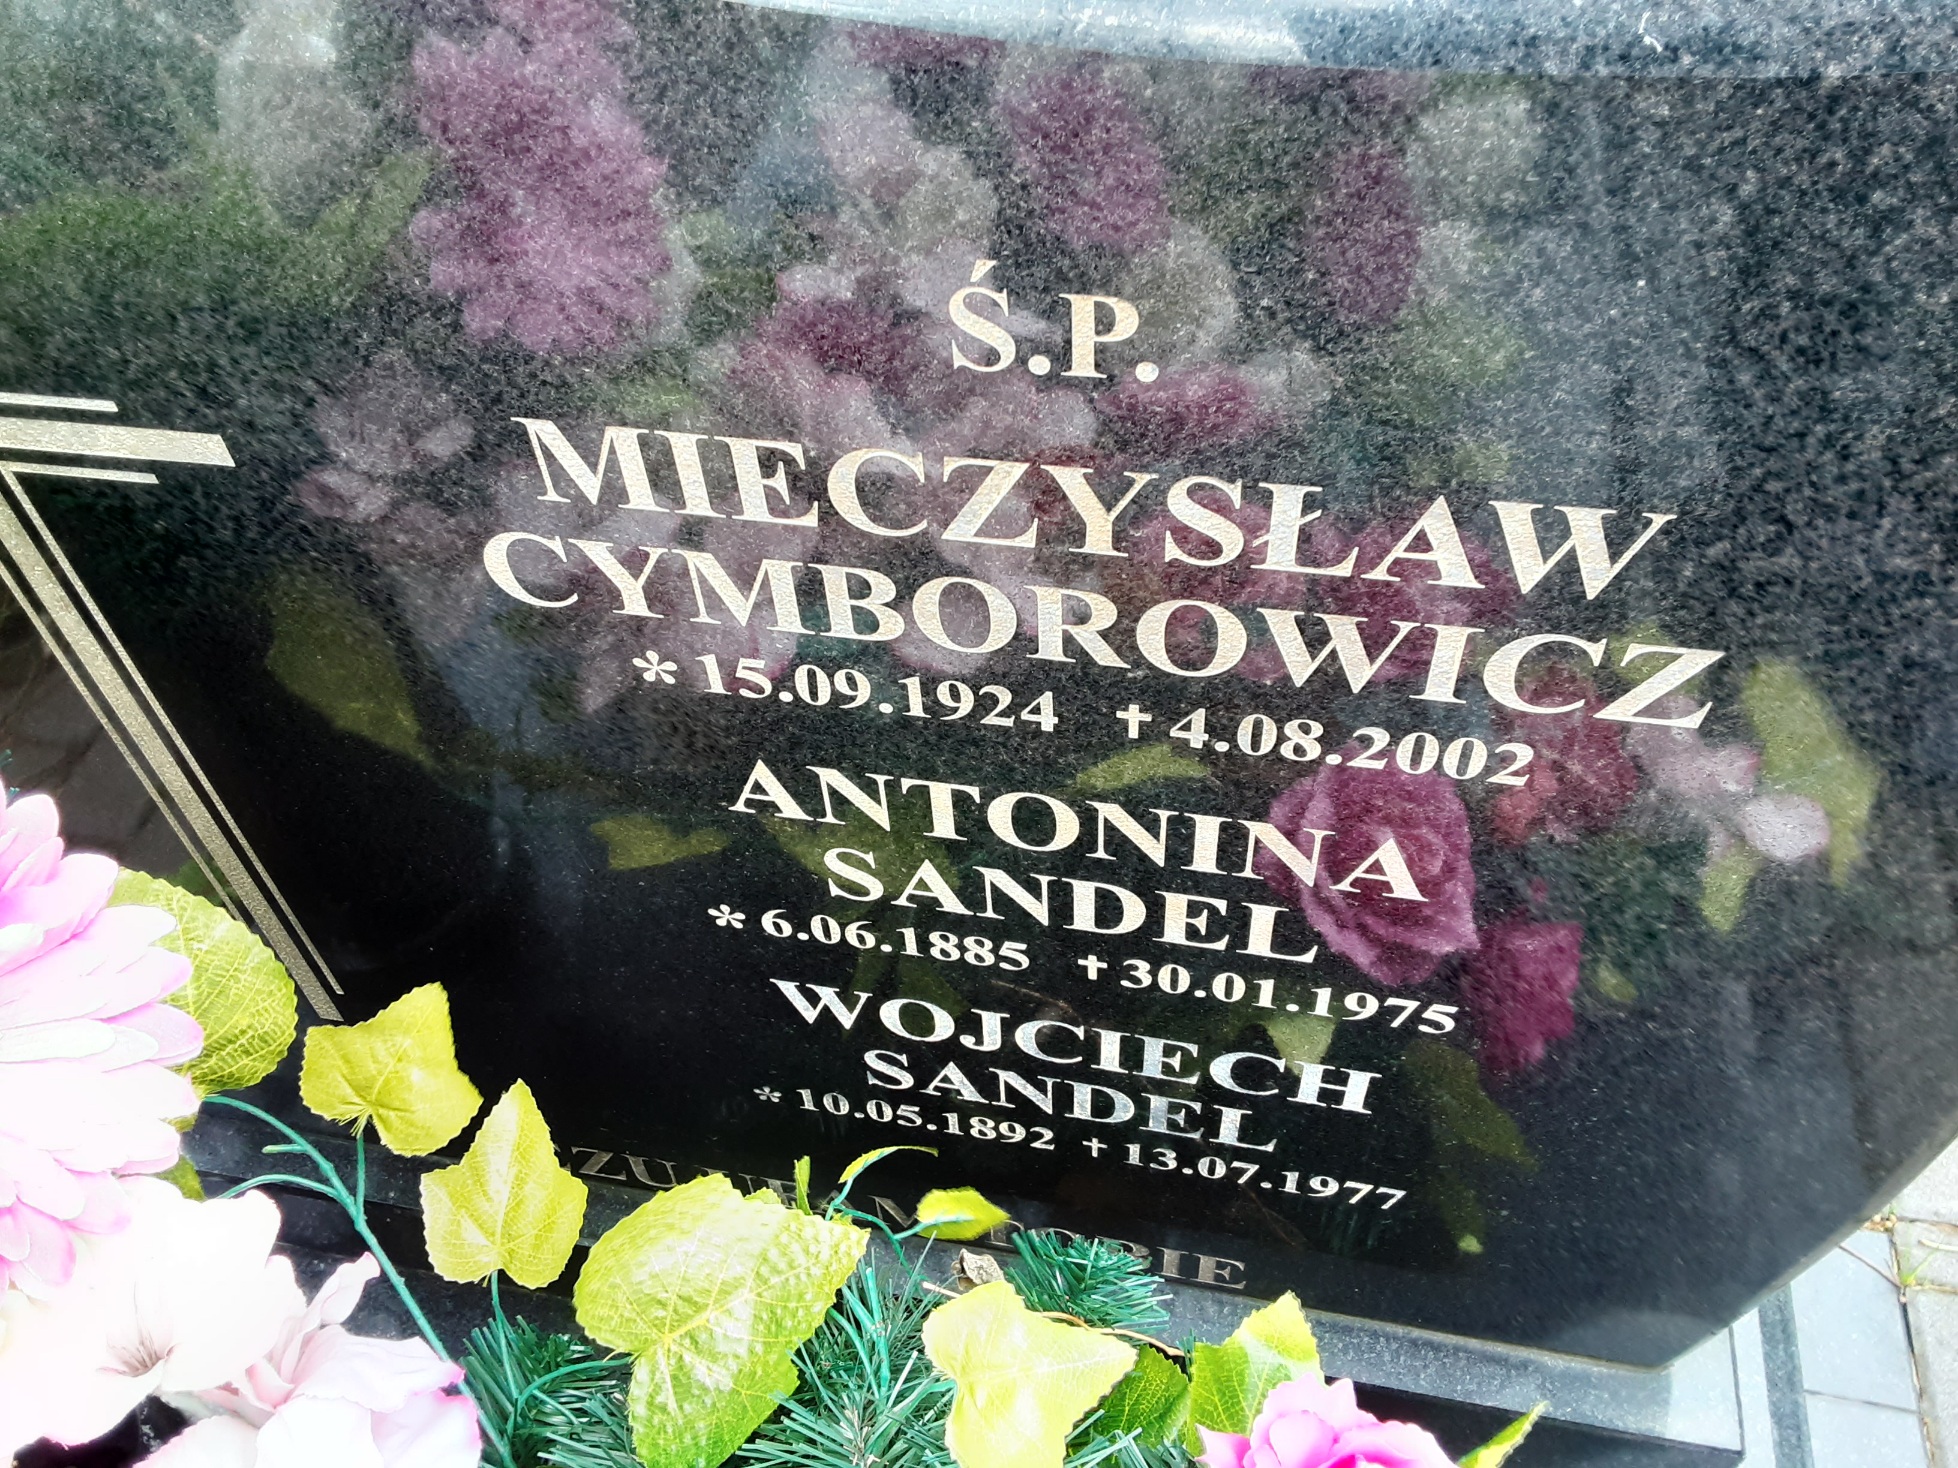 Ś.P.
MIECZYSŁAW
CYMBOROWICZ
* 15.09.1924 ✝ 4.08.2002
ANTONINA
SANDEL
* 6.06.1885 ✝ 30.01.1975
WOJCIECH
SANDEL
* 10.05.1892 ✝ 13.07.1977